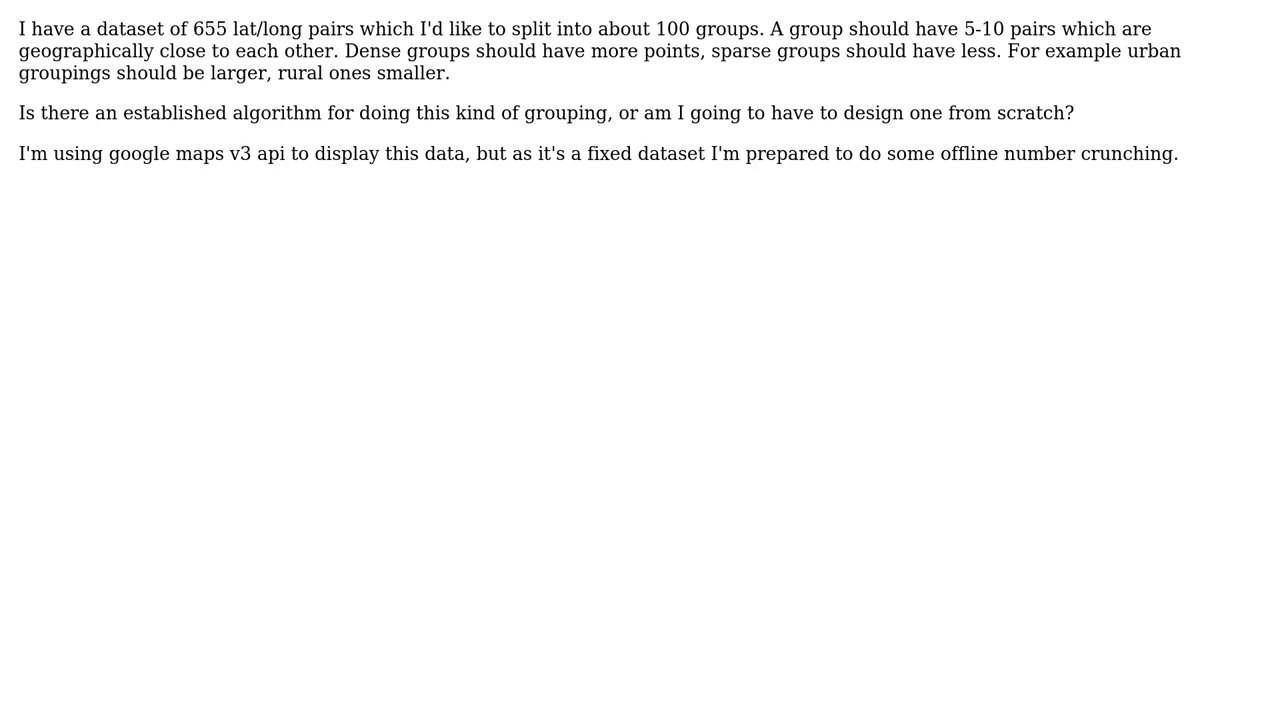 I have a dataset of 655 lat/long pairs which I'd like to split into about 100 groups. A group should have 5-10 pairs which are
geographically close to each other. Dense groups should have more points, sparse groups should have less. For example urban
groupings should be larger, rural ones smaller.
Is there an established algorithm for doing this kind of grouping, or am I going to have to design one from scratch?
I'm using google maps v3 api to display this data, but as it's a fixed dataset I'm prepared to do some offline number crunching.